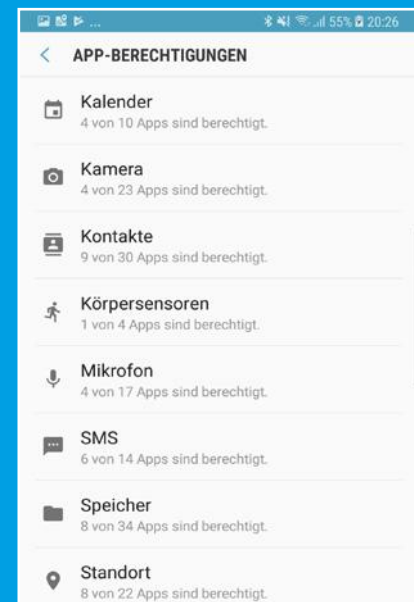 ... 55% 20:26
APP-BERECHTIGUNGEN
Kalender
4 von 10 Apps sind berechtigt.
Kamera
4 von 23 Apps sind berechtigt.
Kontakte
9 von 30 Apps sind berechtigt.
Körpersensoren
1 von 4 Apps sind berechtigt.
Mikrofon
4 von 17 Apps sind berechtigt.
SMS
6 von 14 Apps sind berechtigt.
Speicher
8 von 34 Apps sind berechtigt.
Standort
8 von 22 Apps sind berechtigt.